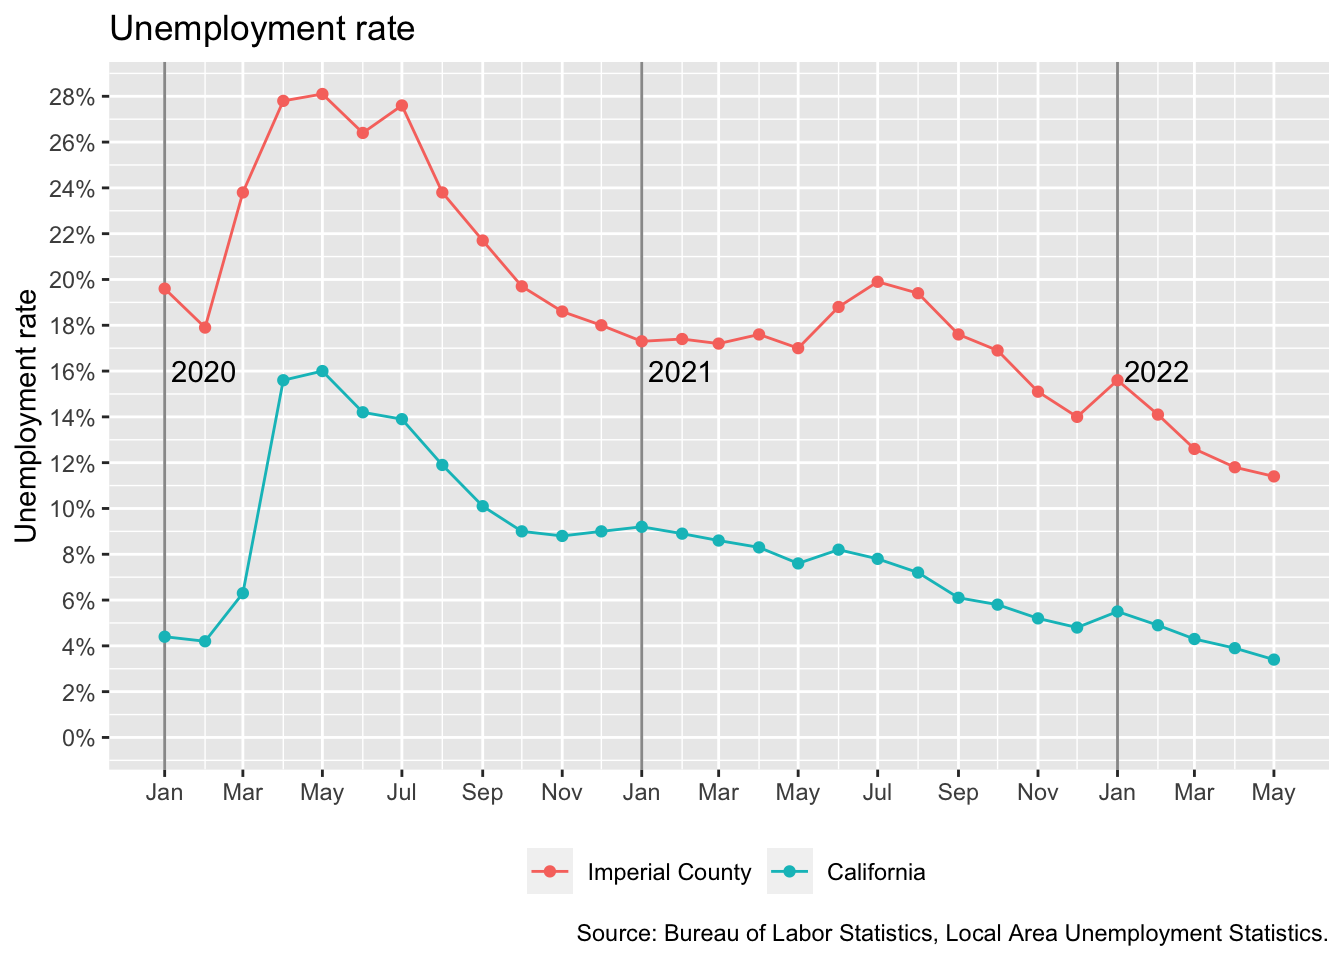 Unemployment rate
Unemployment rate
28%
26%
24%
22%
20%
18%
16%
14%
12%
10%
8%
6%
4%
2%
0%
2020 2021 2022
Jan Mar May Jul Sep Nov Jan Mar May Jul Sep Nov Jan Mar May
Imperial County California
Source: Bureau of Labor Statistics, Local Area Unemployment Statistics.